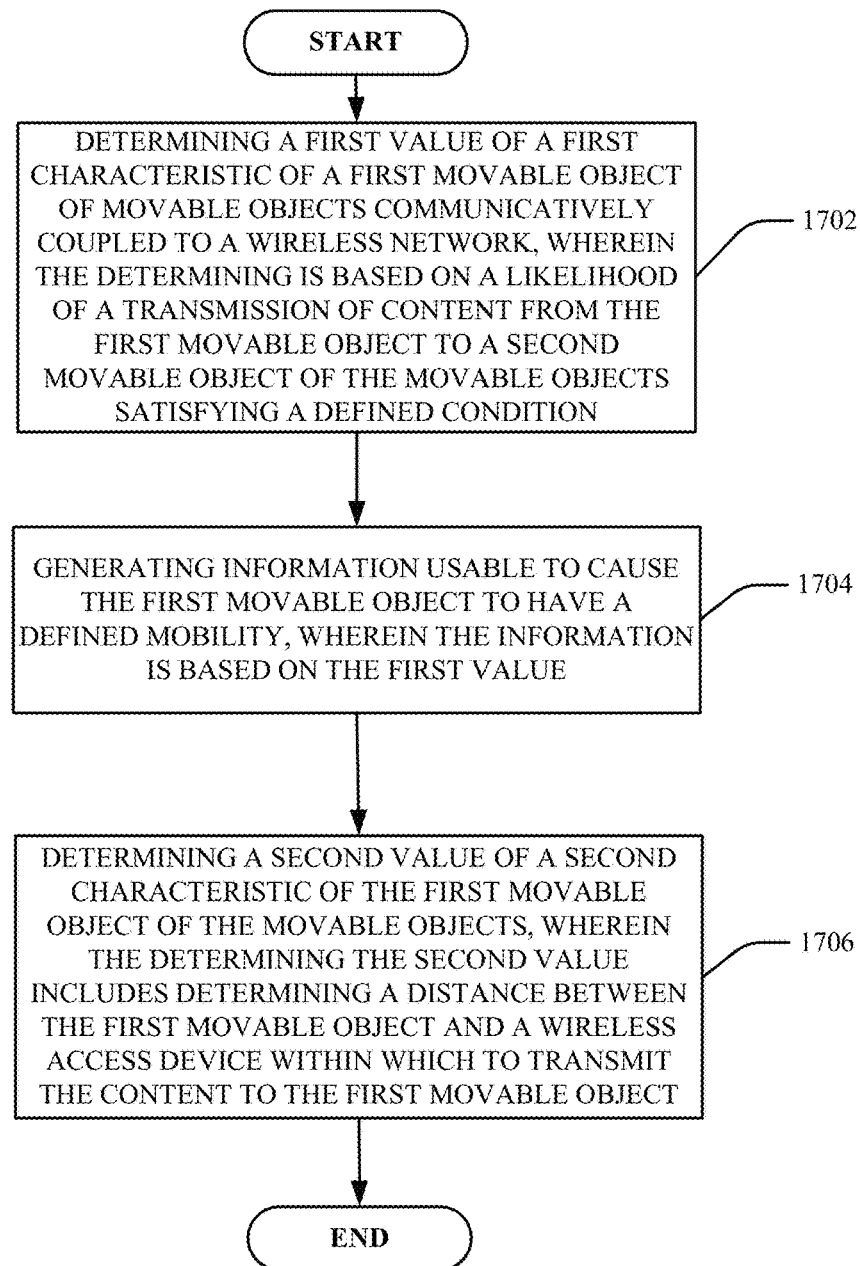 START
DETERMINING A FIRST VALUE OF A FIRST
CHARACTERISTIC OF A FIRST MOVABLE OBJECT
OF MOVABLE OBJECTS COMMUNICATIVELY
COUPLED TO A WIRELESS NETWORK, WHEREIN
THE DETERMINING IS BASED ON A LIKELIHOOD
OF A TRANSMISSION OF CONTENT FROM THE
FIRST MOVABLE OBJECT TO A SECOND
MOVABLE OBJECT OF THE MOVABLE OBJECTS
SATISFYING A DEFINED CONDITION
1702
GENERATING INFORMATION USABLE TO CAUSE
THE FIRST MOVABLE OBJECT TO HAVE A
DEFINED MOBILITY, WHEREIN THE INFORMATION
IS BASED ON THE FIRST VALUE
1704
DETERMINING A SECOND VALUE OF A SECOND
CHARACTERISTIC OF THE FIRST MOVABLE
OBJECT OF THE MOVABLE OBJECTS, WHEREIN
THE DETERMINING THE SECOND VALUE
INCLUDES DETERMINING A DISTANCE BETWEEN
THE FIRST MOVABLE OBJECT AND A WIRELESS
ACCESS DEVICE WITHIN WHICH TO TRANSMIT
THE CONTENT TO THE FIRST MOVABLE OBJECT
1706
END